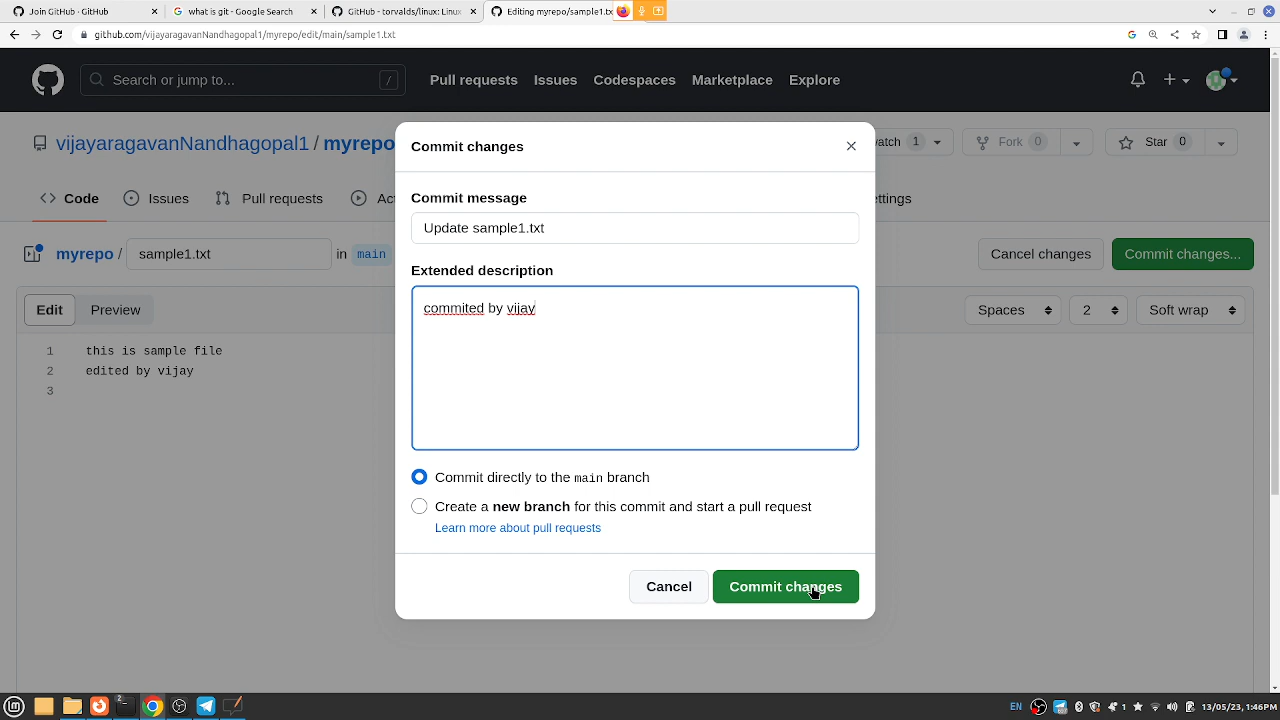 Join GitHub · GitHub
what is git - Google Search
GitHub - torvalds/linux: Linux
Editing myrepo/sample1.tx
github.com/vijayaragavanNandhagopal1/myrepo/edit/main/sample1.txt
Search or jump to... /
Pull requests Issues Codespaces Marketplace Explore
vijayaragavanNandhagopal1 / myrepo
atch 1
Fork 0
Star 0
Code Issues Pull requests Ac ettings
myrepo / sample1.txt in main
Cancel changes Commit changes...
Edit Preview
Spaces 2 Soft wrap
1 this is sample file
2 edited by vijay
3
Commit changes
Commit message
Update sample1.txt
Extended description
commited by vijay
Commit directly to the main branch
Create a new branch for this commit and start a pull request
Learn more about pull requests
Cancel Commit changes
2
EN 1 13/05/23, 1:46PM